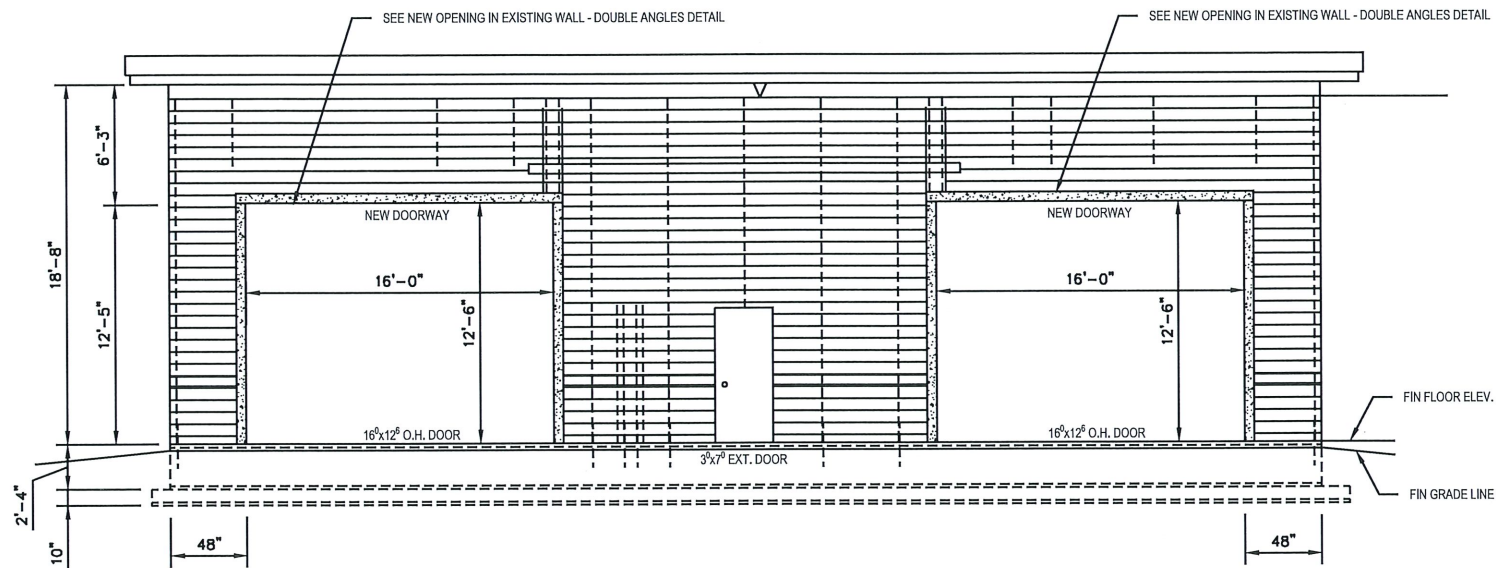 SEE NEW OPENING IN EXISTING WALL - DOUBLE ANGLES DETAIL
SEE NEW OPENING IN EXISTING WALL - DOUBLE ANGLES DETAIL
6'-3"
18'-8"
12'-5"
NEW DOORWAY
NEW DOORWAY
16'-0"
12'-6"
16'-0"
12'-6"
16⁰x12⁶ O.H. DOOR
16⁰x12⁶ O.H. DOOR
3⁰x7⁰ EXT. DOOR
FIN FLOOR ELEV.
FIN GRADE LINE
2'-4"
10"
48"
48"